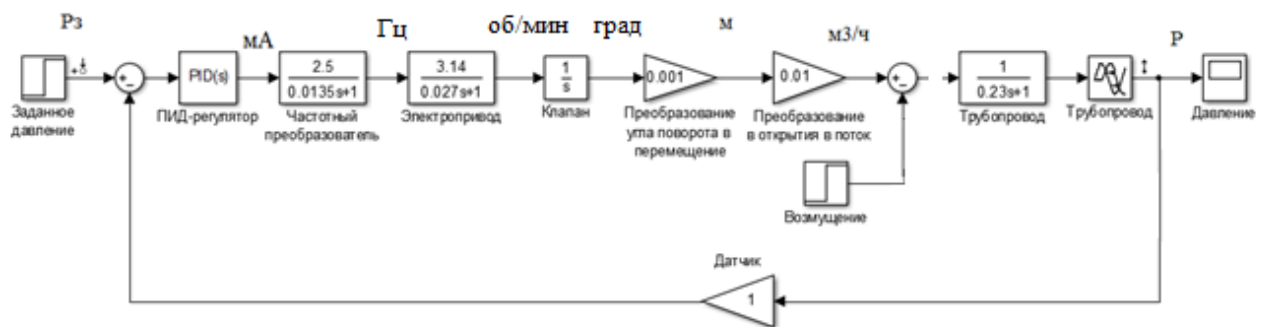 Рз
мА
Гц
об/мин
град
м
м3/ч
Р
Заданное
давление
PID(s)
ПИД-регулятор
2.5
0.0135s+1
Частотный
преобразователь
3.14
0.027s+1
Электропривод
1
s
Клапан
0.001
Преобразование
угла поворота в
перемещение
0.01
Преобразование
в открытия в поток
Возмущение
1
0.23s+1
Трубопровод
Трубопровод
Давление
Датчик
1